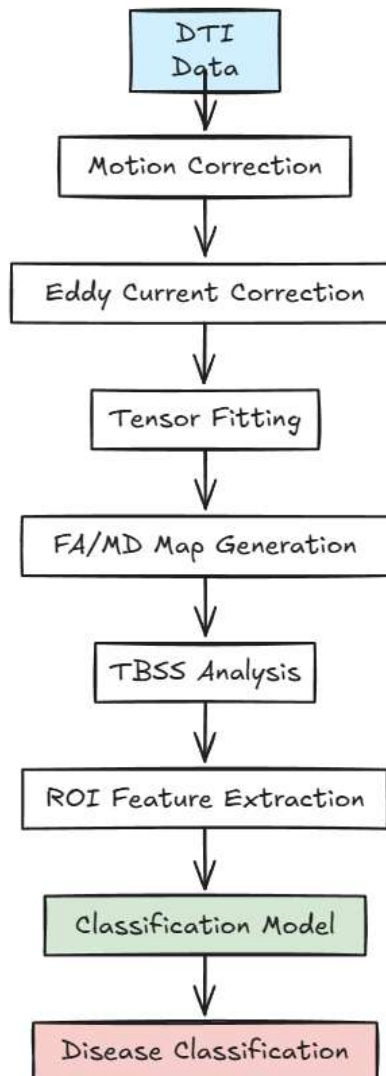 DTI
Data
Motion Correction
Eddy Current Correction
Tensor Fitting
FA/MD Map Generation
TBSS Analysis
ROI Feature Extraction
Classification Model
Disease Classification